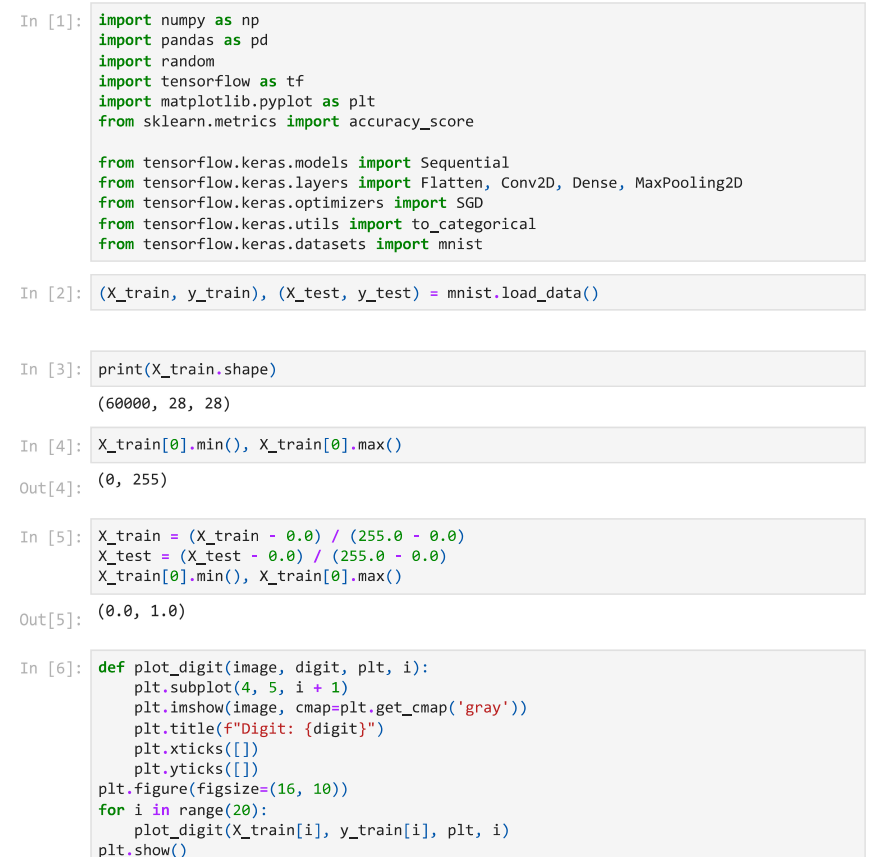 In [1]: import numpy as np
import pandas as pd
import random
import tensorflow as tf
import matplotlib.pyplot as plt
from sklearn.metrics import accuracy_score

from tensorflow.keras.models import Sequential
from tensorflow.keras.layers import Flatten, Conv2D, Dense, MaxPooling2D
from tensorflow.keras.optimizers import SGD
from tensorflow.keras.utils import to_categorical
from tensorflow.keras.datasets import mnist
In [2]: (X_train, y_train), (X_test, y_test) = mnist.load_data()
In [3]: print(X_train.shape)
(60000, 28, 28)
In [4]: X_train[0].min(), X_train[0].max()
Out[4]: (0, 255)
In [5]: X_train = (X_train - 0.0) / (255.0 - 0.0)
X_test = (X_test - 0.0) / (255.0 - 0.0)
X_train[0].min(), X_train[0].max()
Out[5]: (0.0, 1.0)
In [6]: def plot_digit(image, digit, plt, i):
    plt.subplot(4, 5, i + 1)
    plt.imshow(image, cmap=plt.get_cmap('gray'))
    plt.title(f"Digit: {digit}")
    plt.xticks([])
    plt.yticks([])
plt.figure(figsize=(16, 10))
for i in range(20):
    plot_digit(X_train[i], y_train[i], plt, i)
plt.show()